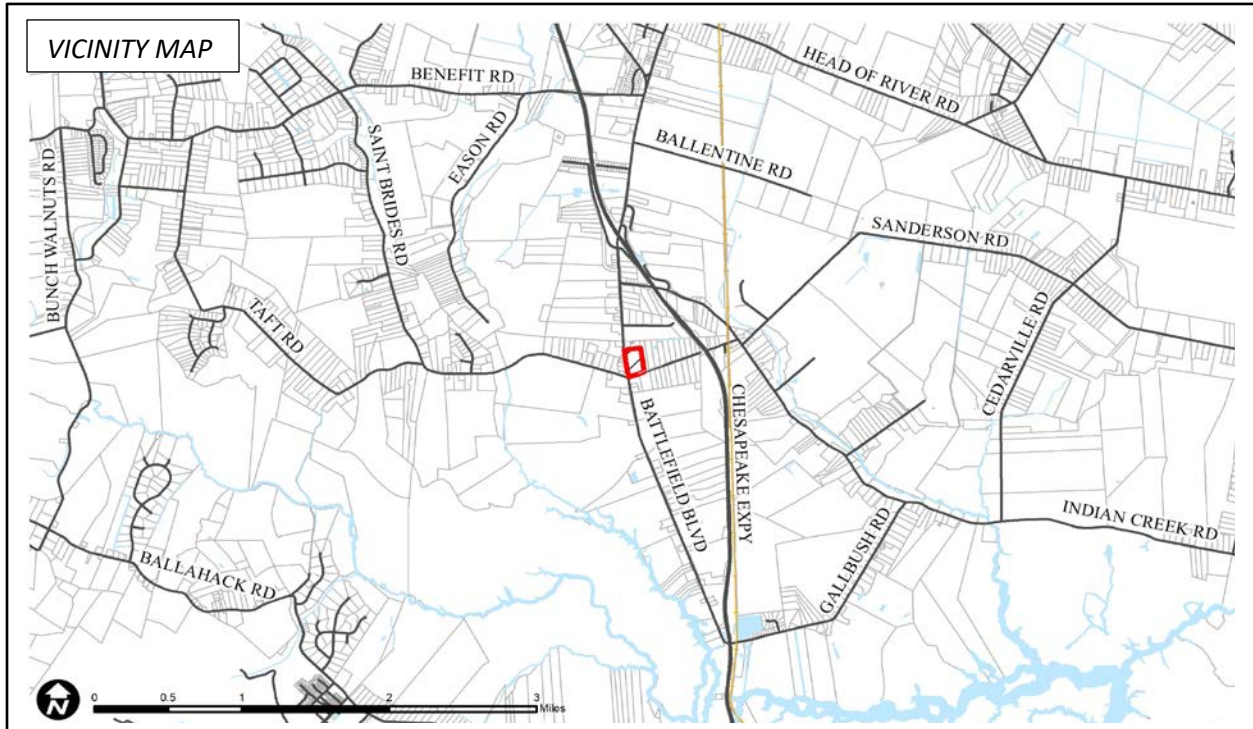 VICINITY MAP
HEAD OF RIVER RD
BENEFIT RD
BUNCH WALNUTS RD
SAINT BRIDES RD
EASON RD
BALLENTINE RD
SANDERSON RD
TAFT RD
CEDARVILLE RD
BATTLEFIELD BLVD
CHESAPEAKE EXPY
INDIAN CREEK RD
GALLBUSH RD
BALLAHACK RD
N
0 0.5 1 2 3
Miles